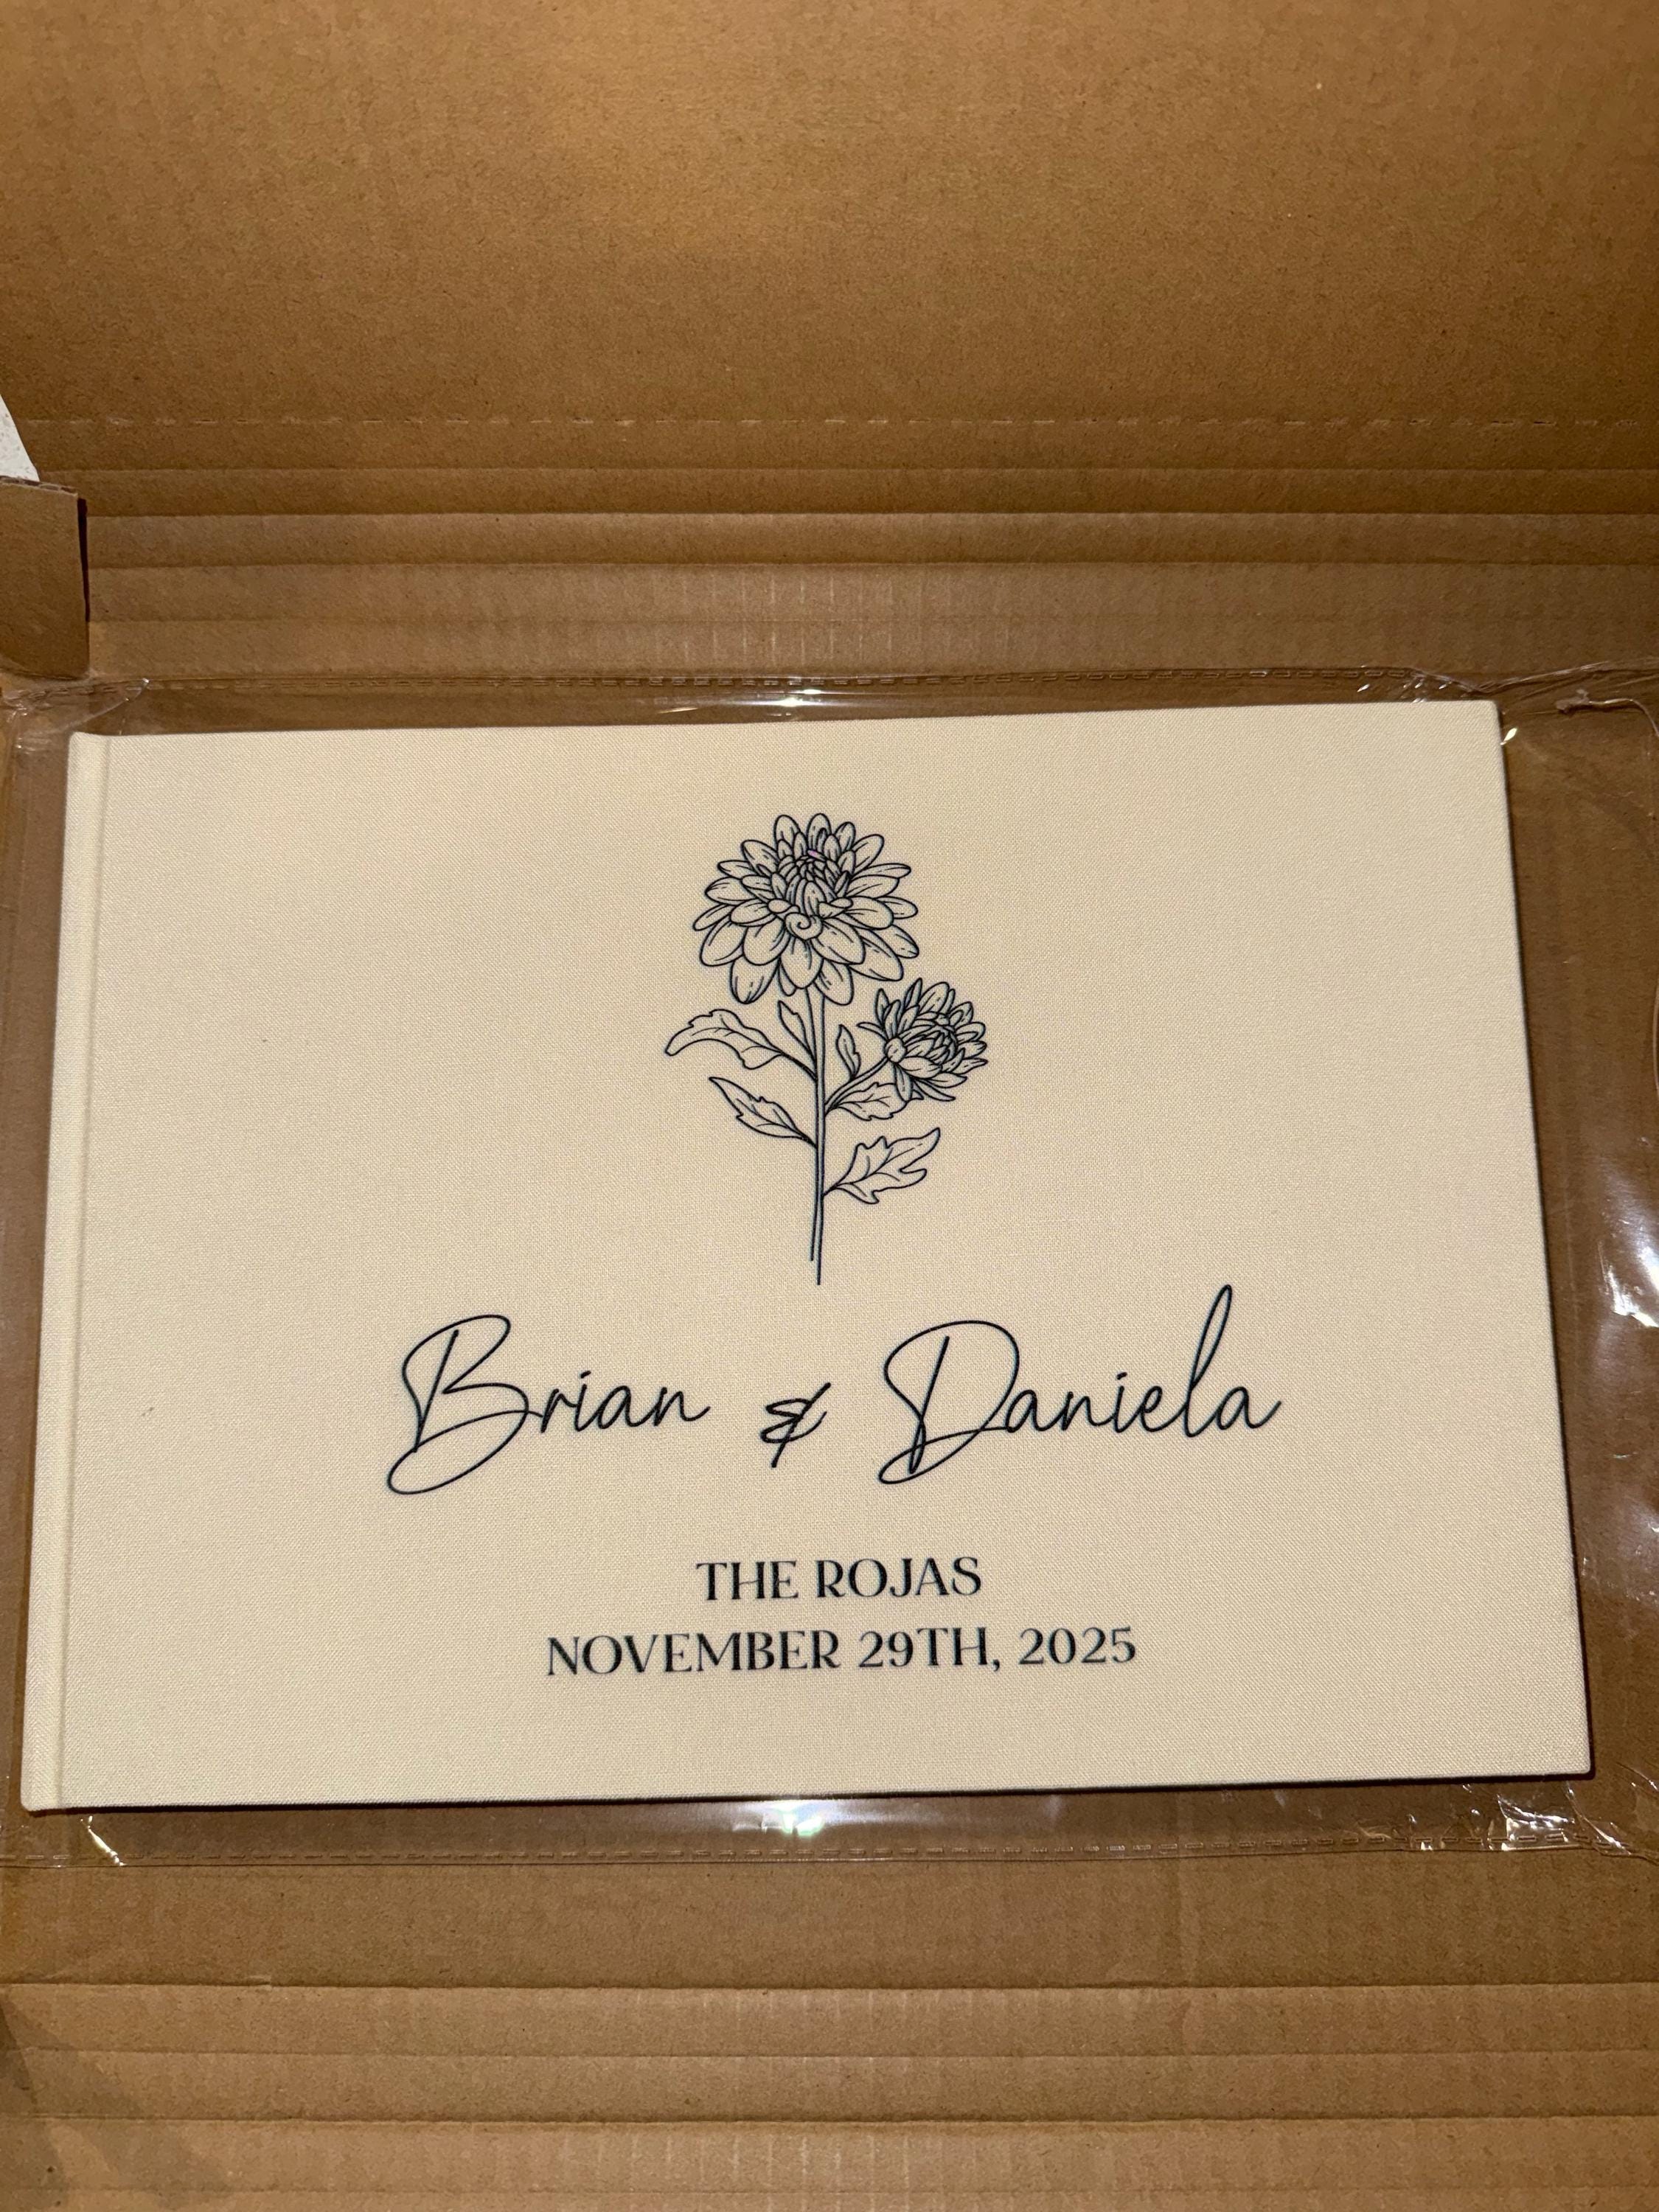 Brian & Daniela
THE ROJAS
NOVEMBER 29TH, 2025